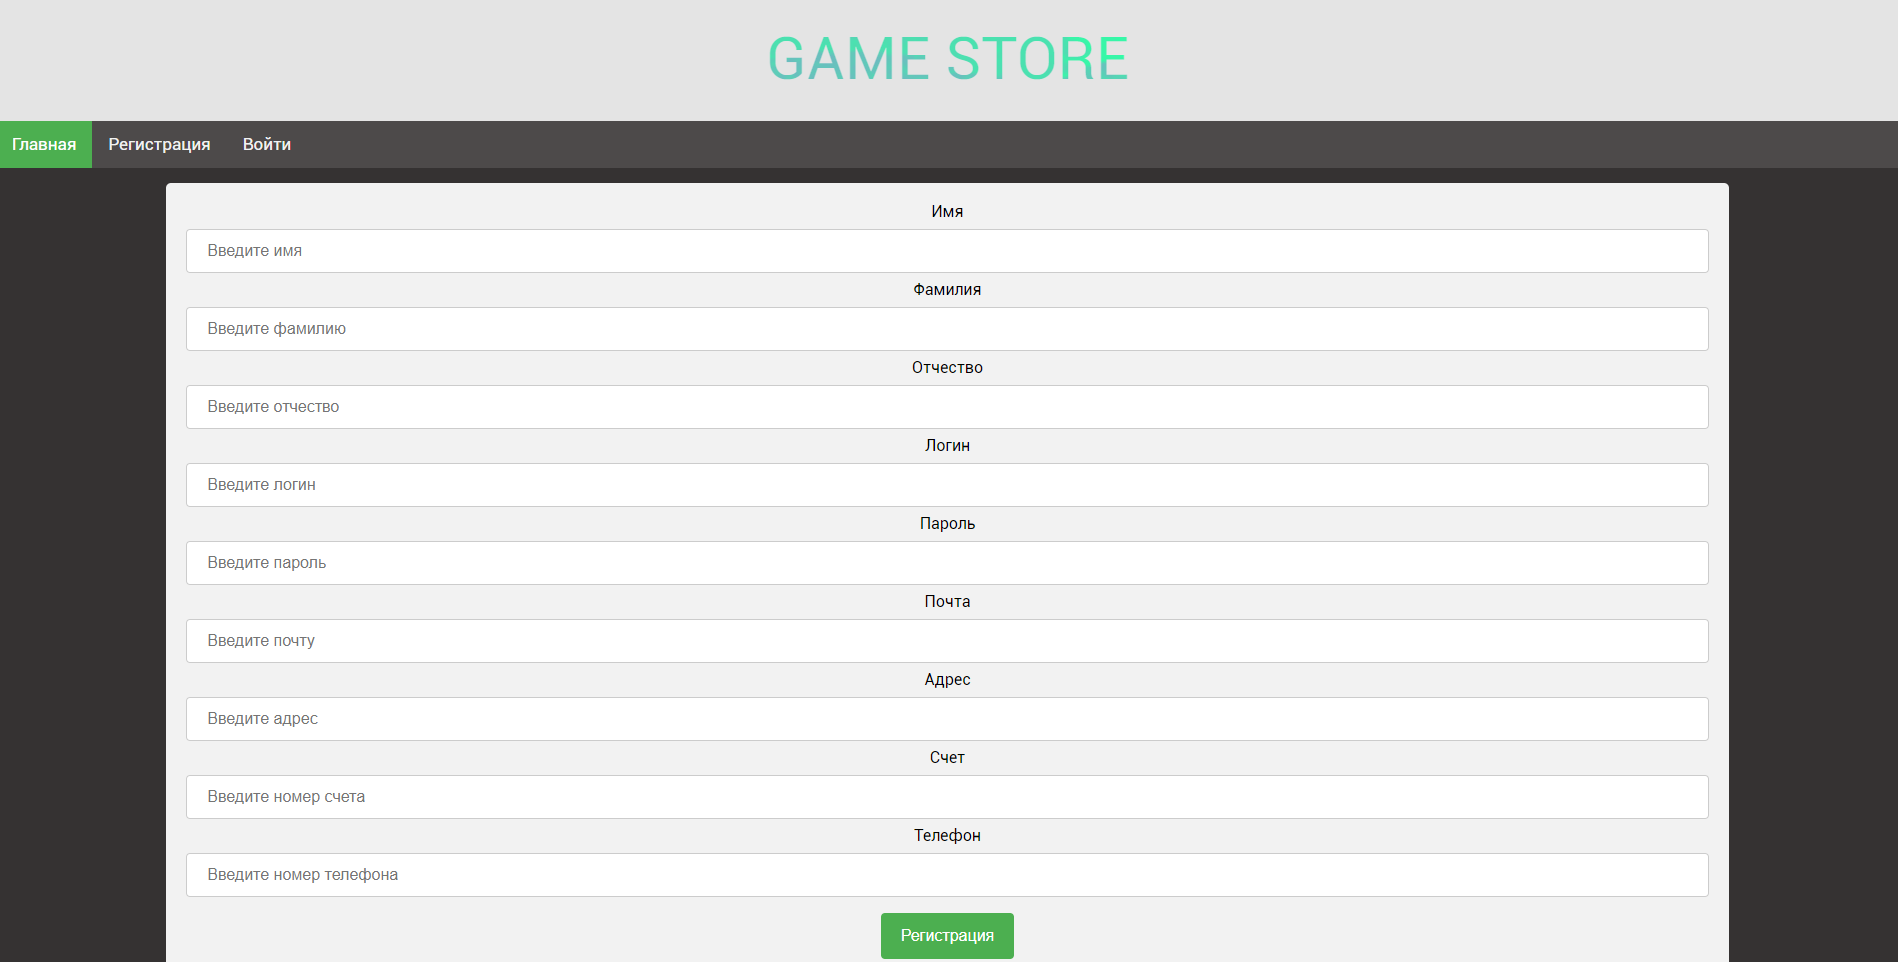 GAME STORE
Главная Регистрация Войти
Имя
Введите имя
Фамилия
Введите фамилию
Отчество
Введите отчество
Логин
Введите логин
Пароль
Введите пароль
Почта
Введите почту
Адрес
Введите адрес
Счет
Введите номер счета
Телефон
Введите номер телефона
Регистрация